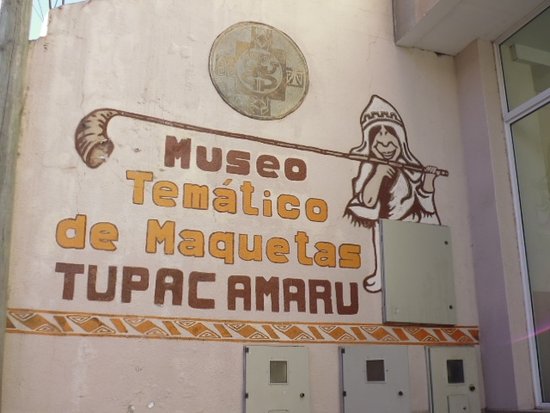 Museo
Temático
de Maquetas
TUPAC AMARU